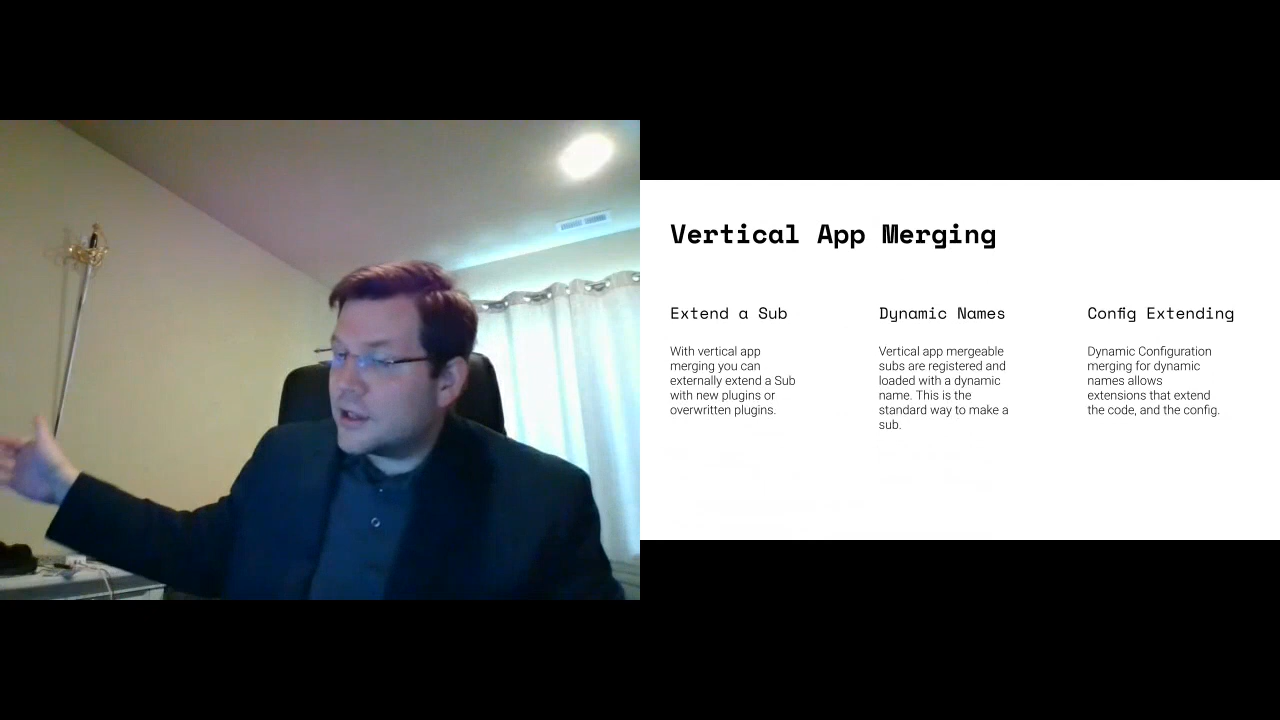 Vertical App Merging
Extend a Sub
With vertical app
merging you can
externally extend a Sub
with new plugins or
overwritten plugins.
Dynamic Names
Vertical app mergeable
subs are registered and
loaded with a dynamic
name. This is the
standard way to make a
sub.
Config Extending
Dynamic Configuration
merging for dynamic
names allows
extensions that extend
the code, and the config.